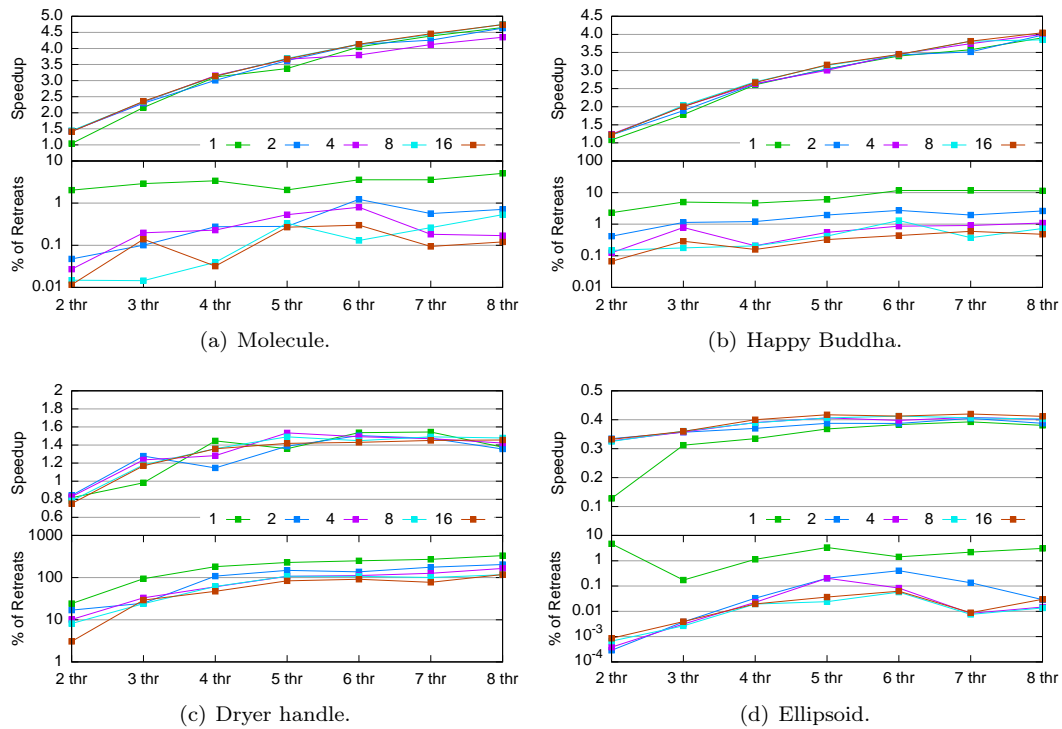 4.5
5.0
4.0
4.5
3.5
4.0
3.0
3.5
2.5
3.0
2.0
2.5
1.5
2.0
1.0
1.5
1.0
Speedup
Speedup
1 2 4 8 16
1 2 4 8 16
10
1
0.1
0.01
% of Retreats
100
10
1
0.1
0.01
% of Retreats
2 thr 3 thr 4 thr 5 thr 6 thr 7 thr 8 thr
2 thr 3 thr 4 thr 5 thr 6 thr 7 thr 8 thr
(a) Molecule.
(b) Happy Buddha.
2
1.8
1.6
1.4
1.2
1
0.8
0.6
Speedup
0.5
0.4
0.3
0.2
0.1
Speedup
1 2 4 8 16
1 2 4 8 16
1000
100
10
1
% of Retreats
10
1
0.1
0.01
10-3
10-4
% of Retreats
2 thr 3 thr 4 thr 5 thr 6 thr 7 thr 8 thr
2 thr 3 thr 4 thr 5 thr 6 thr 7 thr 8 thr
(c) Dryer handle.
(d) Ellipsoid.